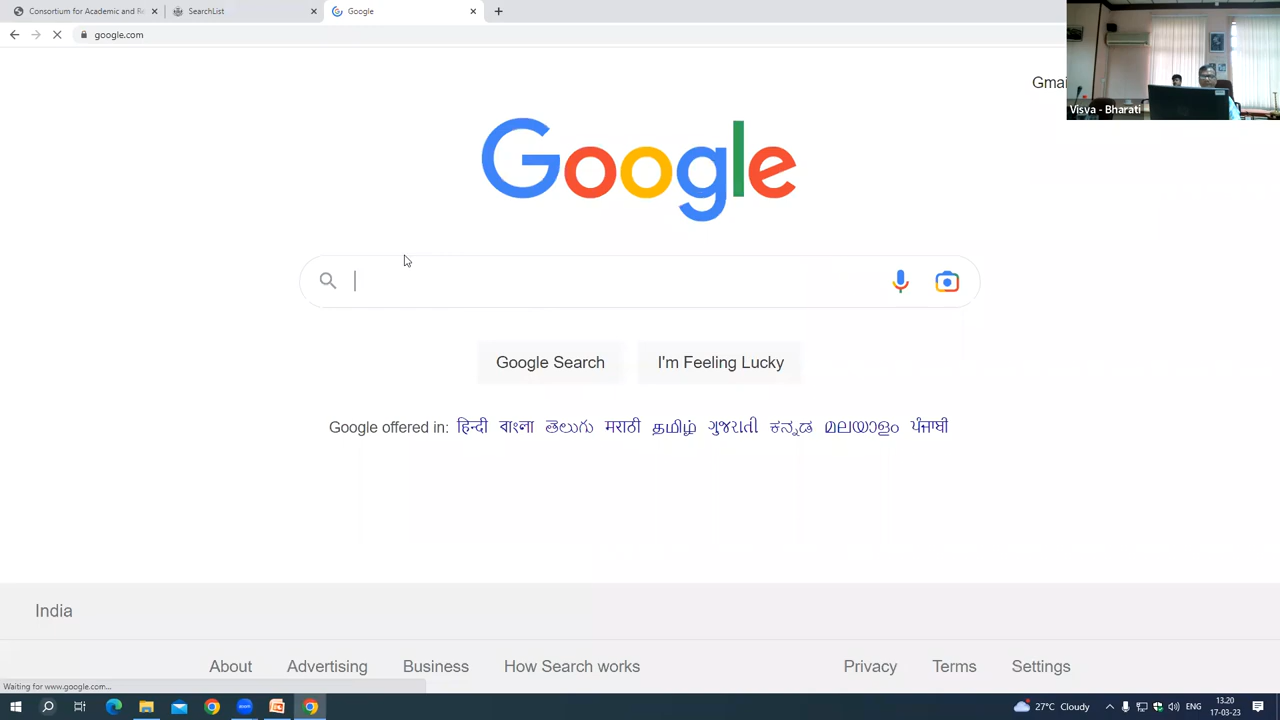 Consortium for Academic and Re
SearchList
Google
google.com
Gmai
Visva - Bharati
Google
Google Search
I'm Feeling Lucky
Google offered in: हिन्दी বাংলা తెలుగు मराठी தமிழ் ગુજરાતી ಕನ್ನಡ മലയാളം ਪੰਜਾਬੀ
India
About Advertising Business How Search works Privacy Terms Settings
Waiting for www.google.com...
27°C Cloudy
ENG
13.20
17-03-23